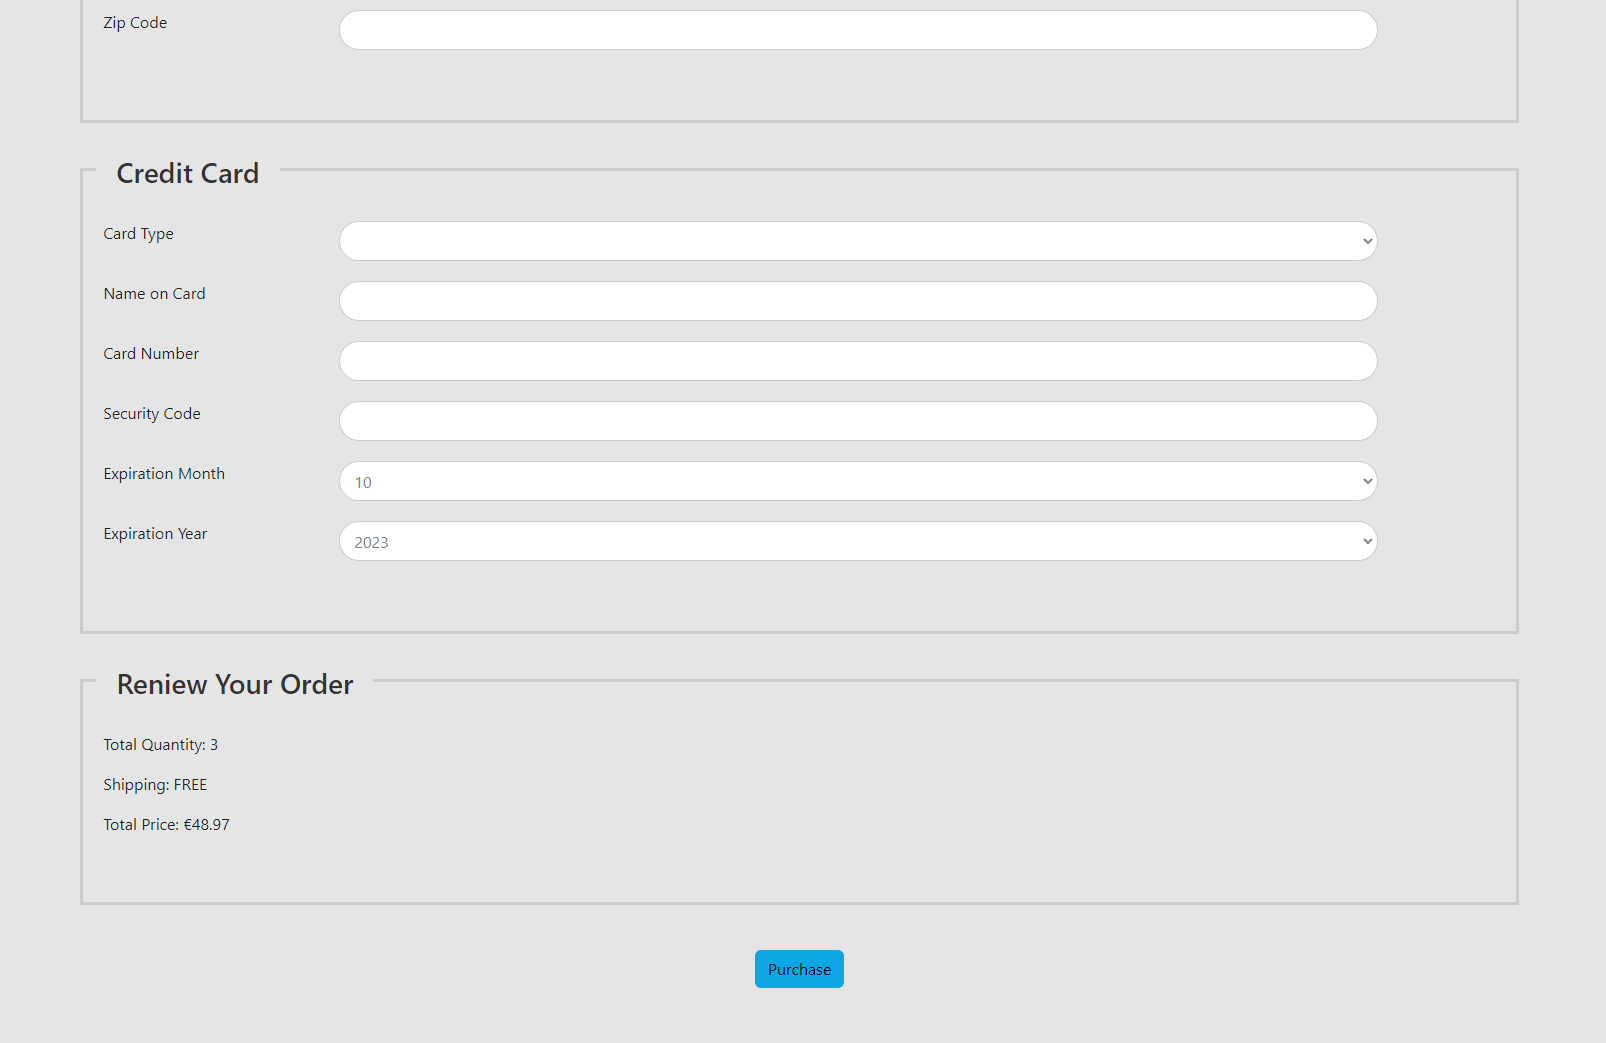 Zip Code
Credit Card
Card Type
Name on Card
Card Number
Security Code
Expiration Month
10
Expiration Year
2023
Reniew Your Order
Total Quantity: 3
Shipping: FREE
Total Price: €48.97
Purchase